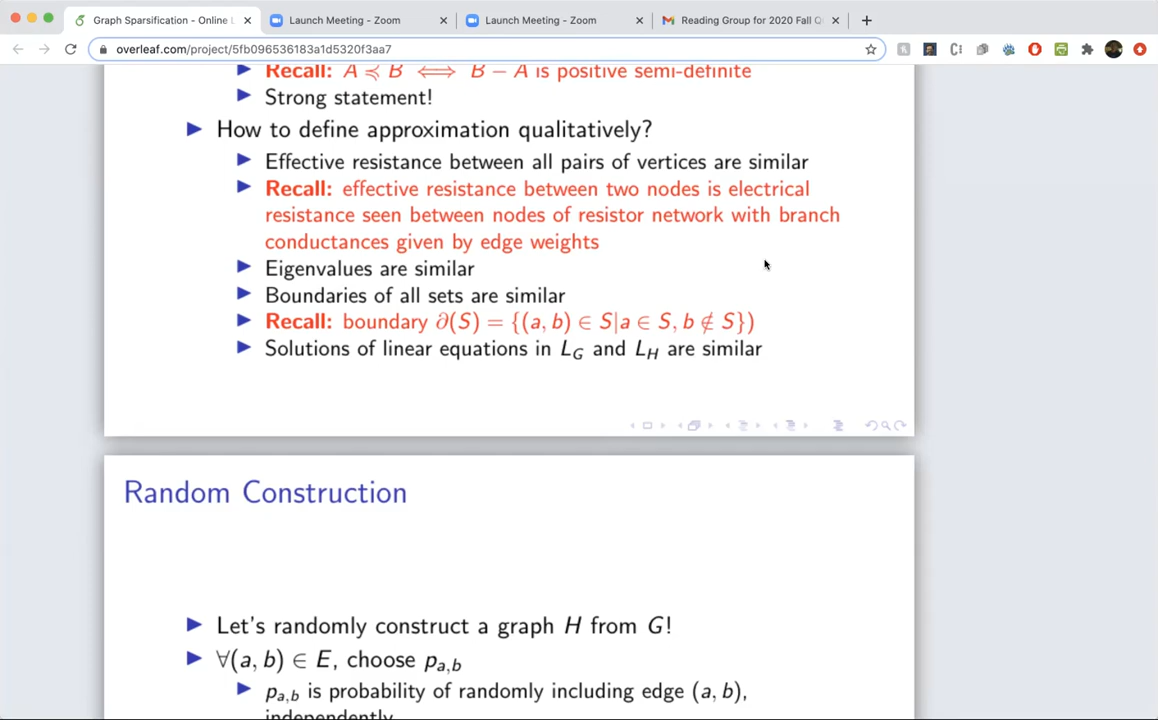 Graph Sparsification - Online L
Launch Meeting - Zoom
Launch Meeting - Zoom
Reading Group for 2020 Fall Q
overleaf.com/project/5fb096536183a1d5320f3aa7
Recall: A ≼ B ⟺ B − A is positive semi-definite
Strong statement!
How to define approximation qualitatively?
Effective resistance between all pairs of vertices are similar
Recall: effective resistance between two nodes is electrical
resistance seen between nodes of resistor network with branch
conductances given by edge weights
Eigenvalues are similar
Boundaries of all sets are similar
Recall: boundary ∂(S) = {(a, b) ∈ S|a ∈ S, b ∉ S})
Solutions of linear equations in L_G and L_H are similar
Random Construction
Let's randomly construct a graph H from G!
∀(a, b) ∈ E, choose p_{a,b}
p_{a,b} is probability of randomly including edge (a, b),
independently